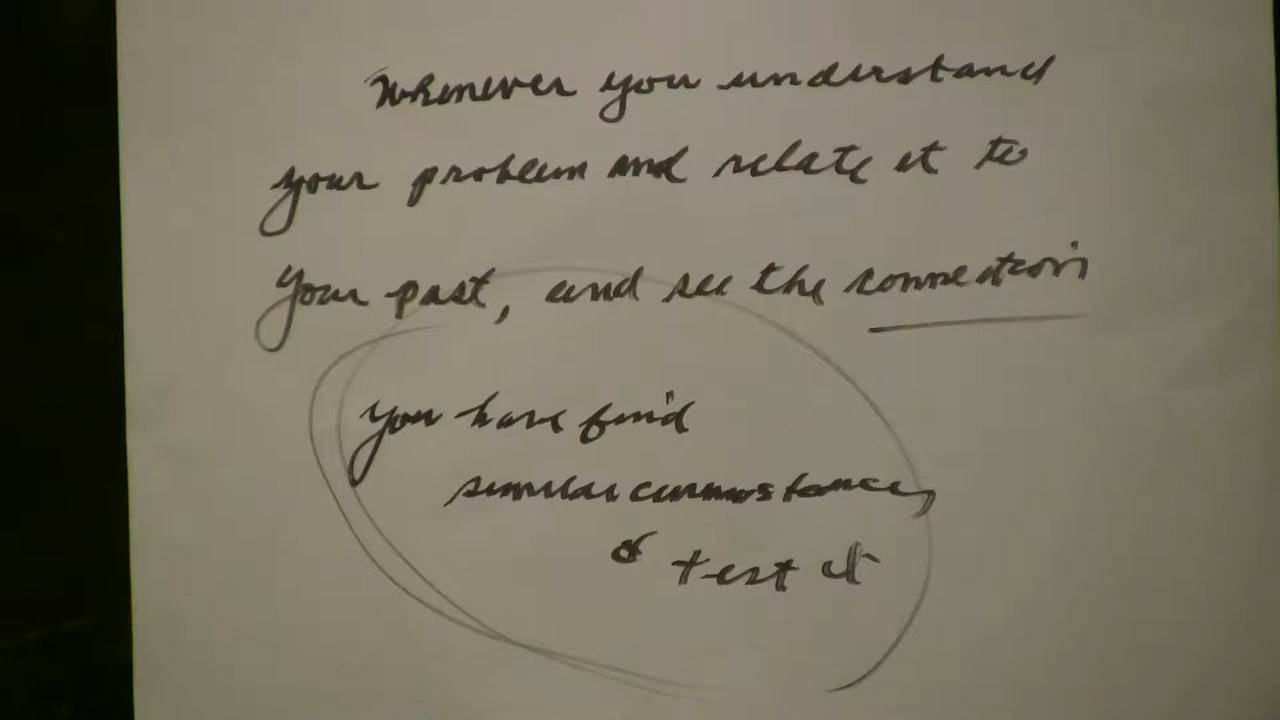 Whenever you understand
your problem and relate it to
your past, and see the connection
you have find
similar circumstances
& test it